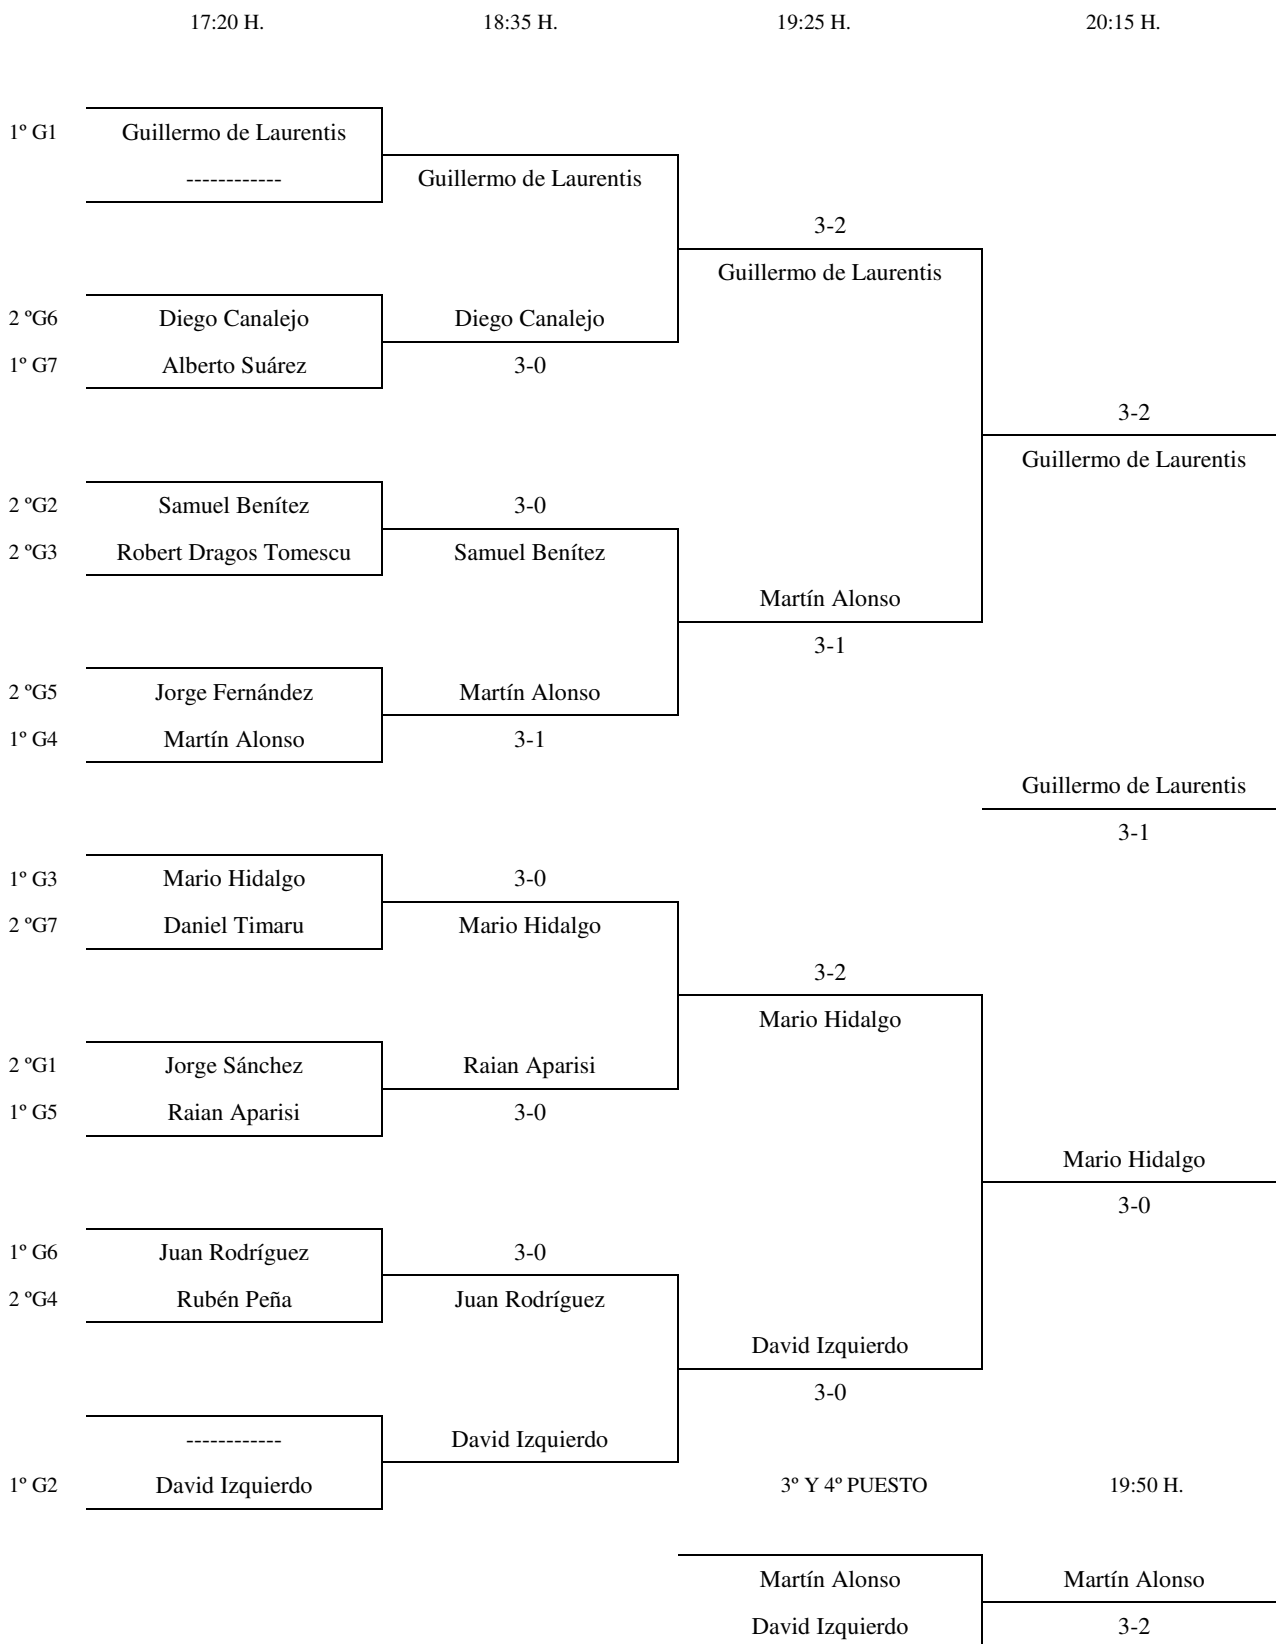 17:20 H. 18:35 H. 19:25 H. 20:15 H.
1º G1 Guillermo de Laurentis
------------ Guillermo de Laurentis
3-2
Guillermo de Laurentis
2 ºG6 Diego Canalejo Diego Canalejo
1º G7 Alberto Suárez 3-0
3-2
Guillermo de Laurentis
2 ºG2 Samuel Benítez 3-0
2 ºG3 Robert Dragos Tomescu Samuel Benítez
Martín Alonso
3-1
2 ºG5 Jorge Fernández Martín Alonso
1º G4 Martín Alonso 3-1
Guillermo de Laurentis
3-1
1º G3 Mario Hidalgo 3-0
2 ºG7 Daniel Timaru Mario Hidalgo
3-2
Mario Hidalgo
2 ºG1 Jorge Sánchez Raian Aparisi
1º G5 Raian Aparisi 3-0
Mario Hidalgo
3-0
1º G6 Juan Rodríguez 3-0
2 ºG4 Rubén Peña Juan Rodríguez
David Izquierdo
3-0
------------ David Izquierdo
1º G2 David Izquierdo 3º Y 4º PUESTO 19:50 H.
Martín Alonso Martín Alonso
David Izquierdo 3-2